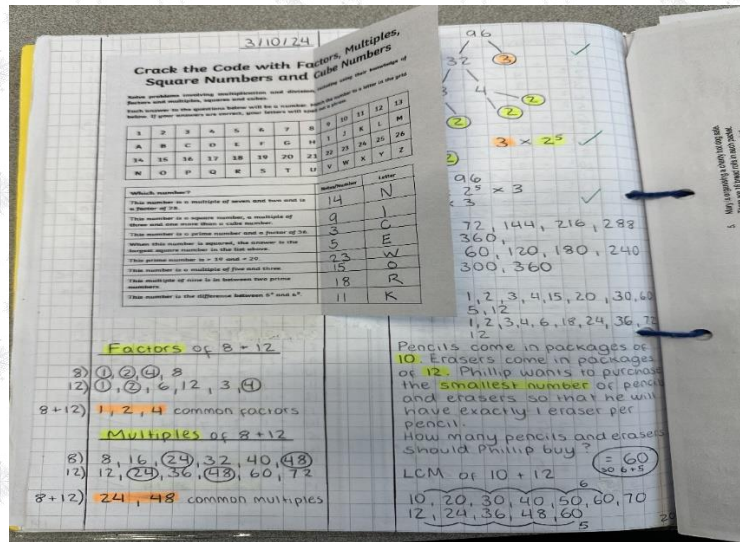 3/10/24
Crack the Code with Factors, Multiples,
Square Numbers and Cube Numbers
1 2 3 4 5 6 7 8 9 10 11 12 13
A B C D E F G H I J K L M
14 15 16 17 18 19 20 21 22 23 24 25 26
N O P Q R S T U V W X Y Z
Which number? Letter
This number is a multiple of seven and two and is
a factor of 28. 14 N
This number is a square number, a multiple of
three and one more than a cube number. 9 I
This number is a prime number and a factor of 36. 3 C
When this number is squared, the answer is the
largest square number in the list above. 5 E
This prime number is > 19 and < 29. 23 W
This number is a multiple of five and three. 15 O
This multiple of nine is in between two prime
numbers. 18 R
This number is the difference between 5² and 6². 11 K
Factors of 8 + 12
8) 1, 2, 4, 8
12) 1, 2, 6, 12, 3, 4
8+12) 1, 2, 4 common factors
Multiples of 8 + 12
8) 8, 16, 24, 32, 40, 48
12) 12, 24, 36, 48, 60, 72
8+12) 24, 48 common multiples
96
32 3
4
2
2 2
3 × 2⁵
96
2⁵ × 3
< 3
72, 144, 216, 288
360,
60, 120, 180, 240
300, 360
1, 2, 3, 4, 15, 20, 30, 60
5, 12
1, 2, 3, 4, 6, 18, 24, 36, 72
12
Pencils come in packages of
10. Erasers come in packages
of 12. Phillip wants to purchase
the smallest number of pencils
and erasers so that he will
have exactly 1 eraser per
pencil.
How many pencils and erasers
should Phillip buy?
= 60
so 6+5
LCM of 10 + 12
6
10, 20, 30, 40, 50, 60, 70
12, 24, 36, 48, 60
5